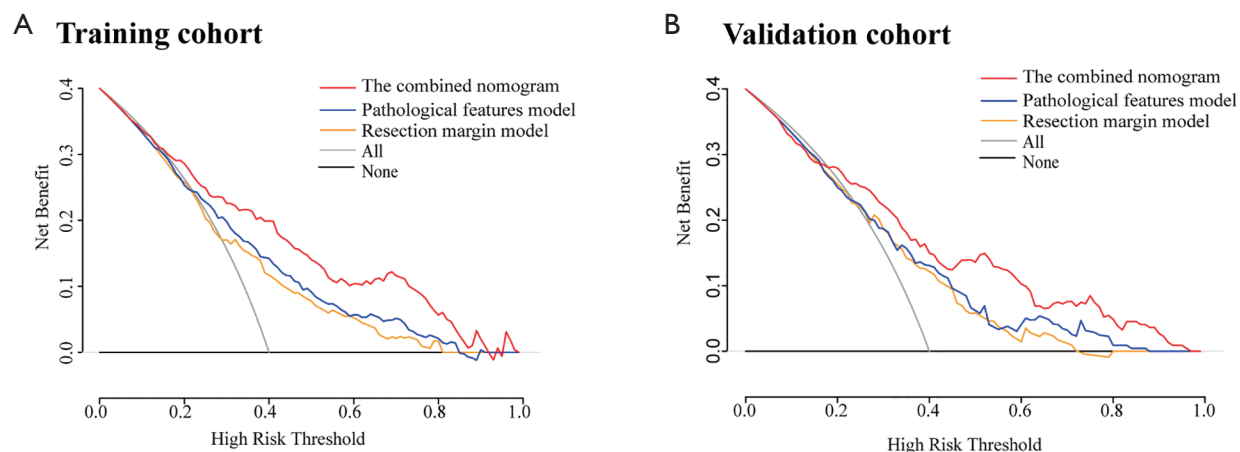 A Training cohort
The combined nomogram
Pathological features model
Resection margin model
All
None
Net Benefit
0.4
0.3
0.2
0.1
0.0
0.0 0.2 0.4 0.6 0.8 1.0
High Risk Threshold
B Validation cohort
The combined nomogram
Pathological features model
Resection margin model
All
None
Net Benefit
0.4
0.3
0.2
0.1
0.0
0.0 0.2 0.4 0.6 0.8 1.0
High Risk Threshold